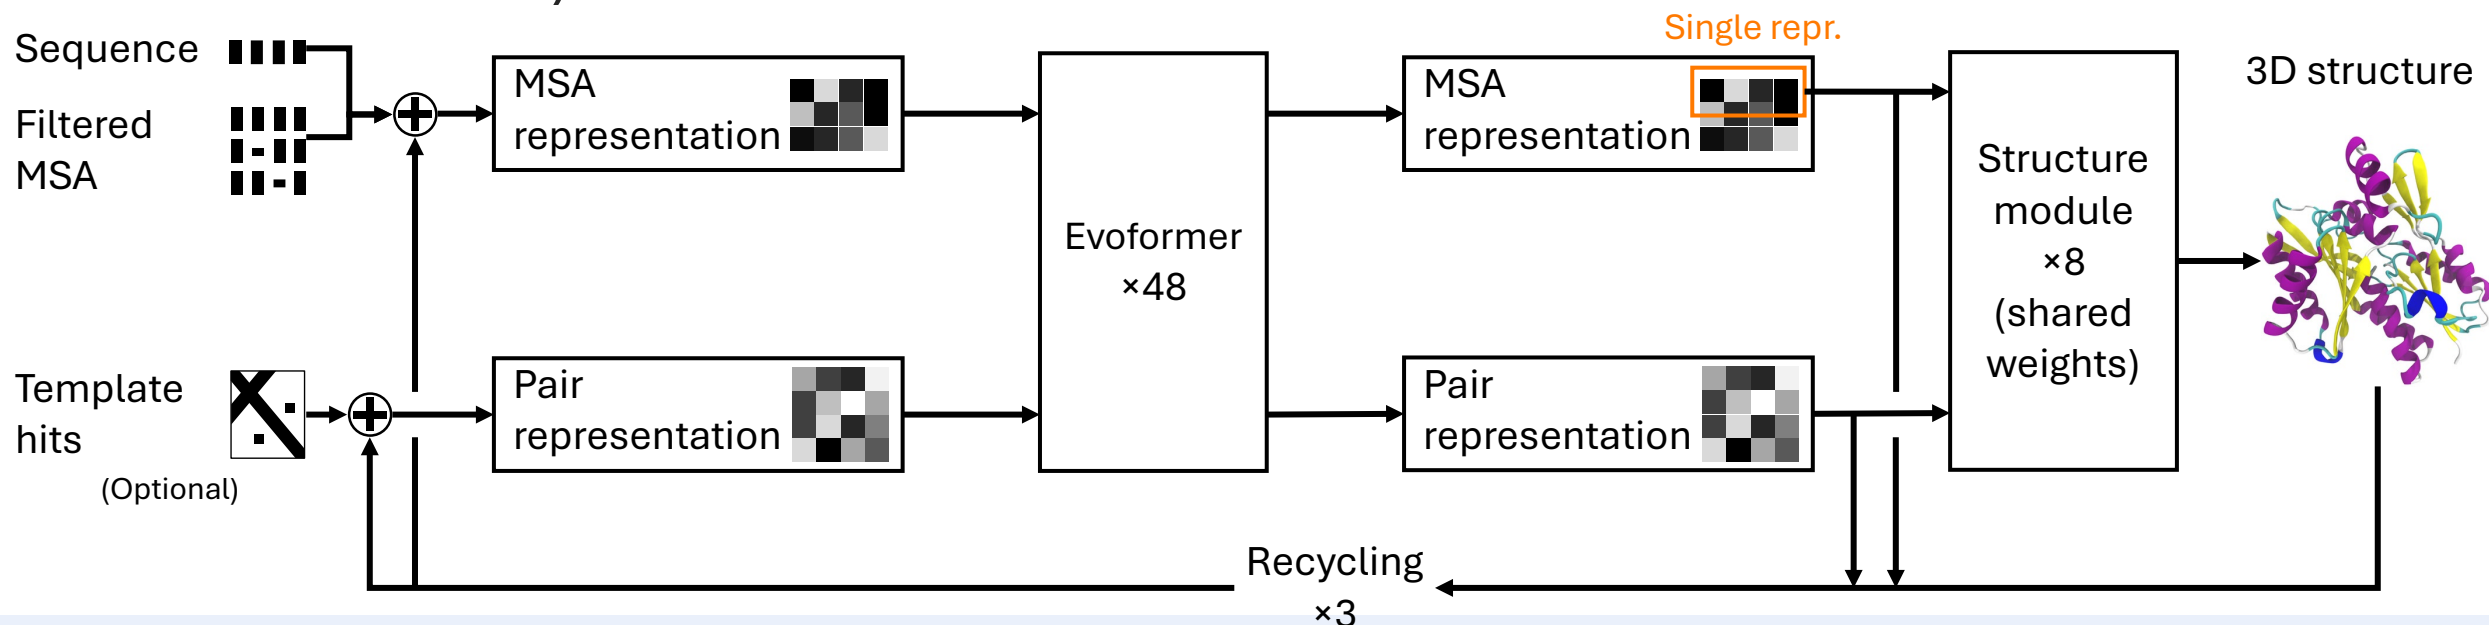 Sequence
Filtered
MSA
Template
hits
(Optional)
MSA
representation
Pair
representation
Evoformer
×48
Single repr.
MSA
representation
Pair
representation
Structure
module
×8
(shared
weights)
3D structure
Recycling
×3